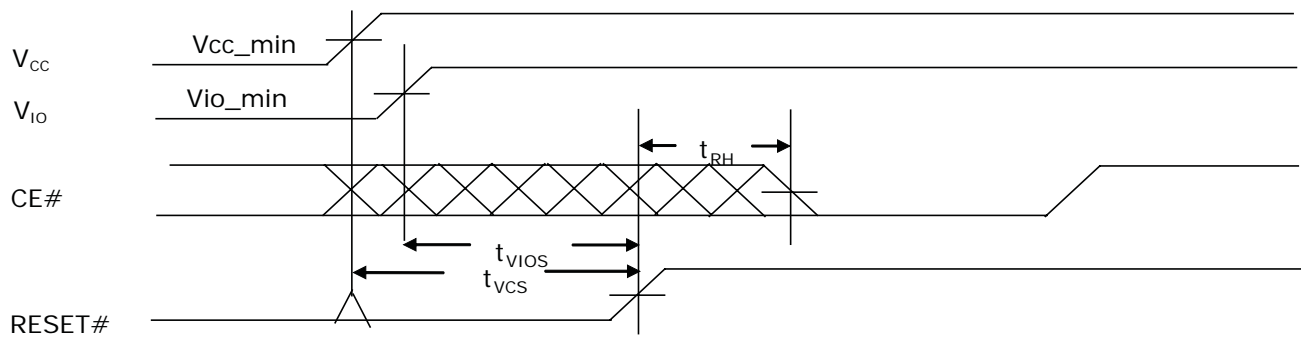 Vcc_min
VCC
Vio_min
VIO
tRH
CE#
tVIOS
tVCS
RESET#